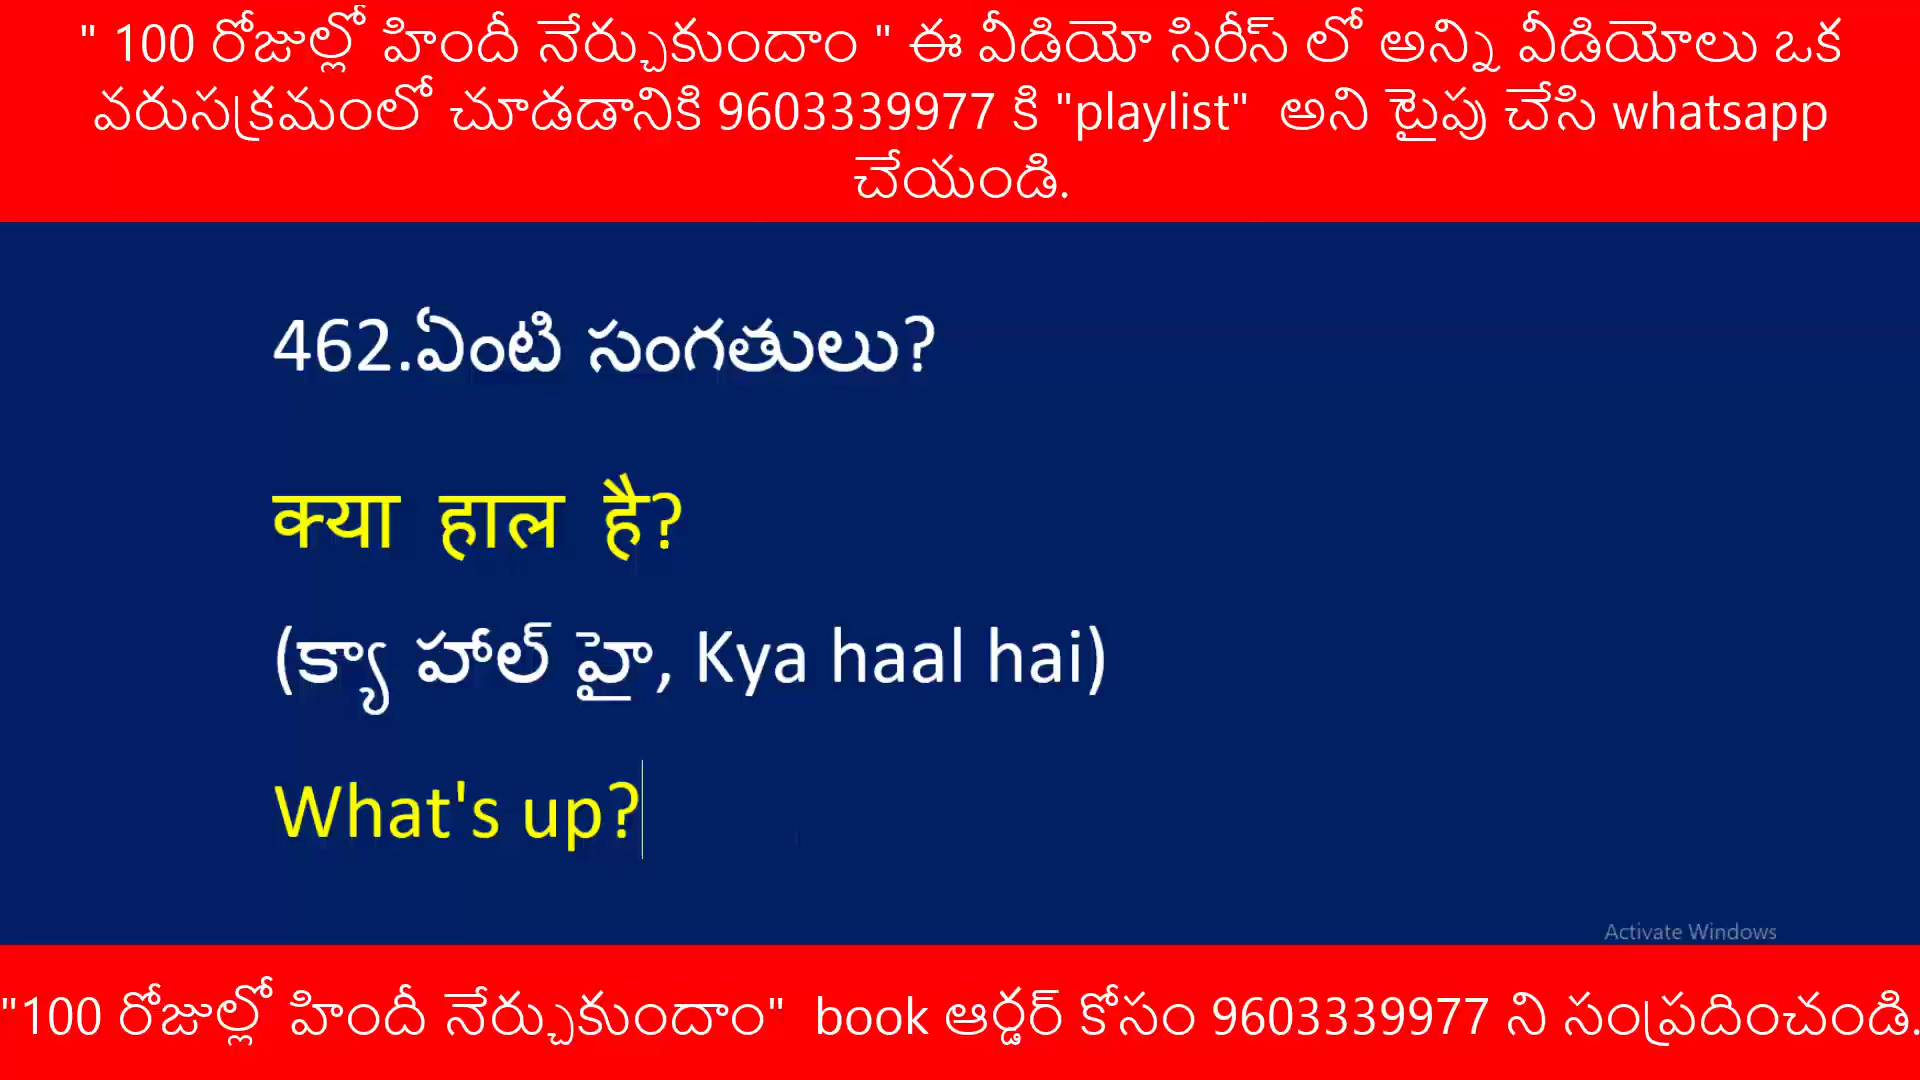 " 100 రోజుల్లో హిందీ నేర్చుకుందాం " ఈ వీడియో సిరీస్ లో అన్ని వీడియోలు ఒక
వరుసక్రమంలో చూడడానికి 9603339977 కి "playlist" అని టైపు చేసి whatsapp
చేయండి.
462.ఏంటి సంగతులు?
क्या हाल है?
(క్యా హాల్ హై, Kya haal hai)
What's up?
Activate Windows
"100 రోజుల్లో హిందీ నేర్చుకుందాం" book ఆర్డర్ కోసం 9603339977 ని సంప్రదించండి.